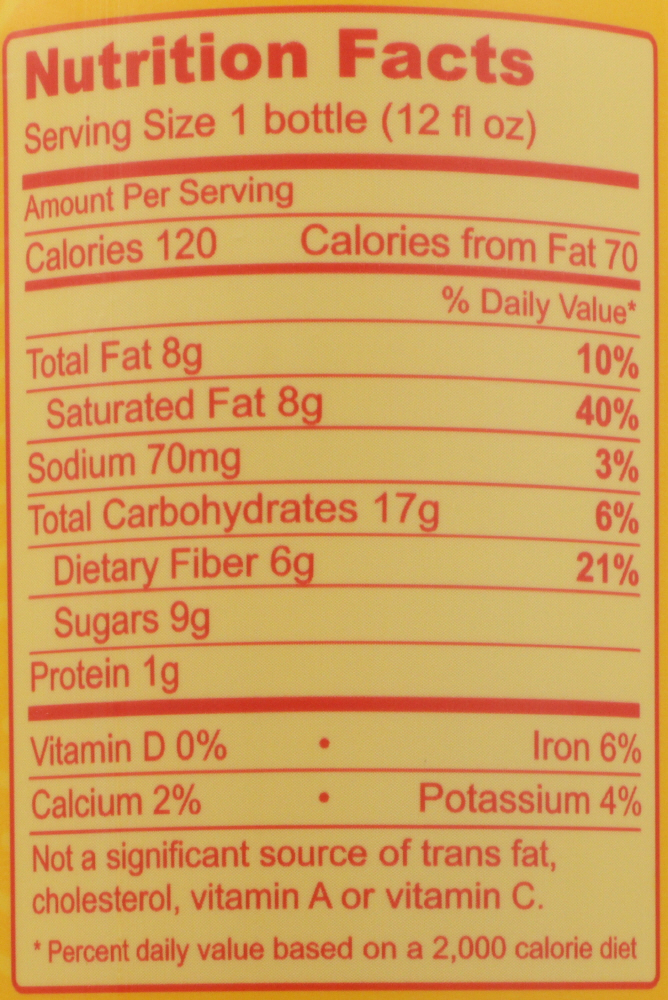 Nutrition Facts
Serving Size 1 bottle (12 fl oz)
Amount Per Serving
Calories 120 Calories from Fat 70
% Daily Value*
Total Fat 8g 10%
Saturated Fat 8g 40%
Sodium 70mg 3%
Total Carbohydrates 17g 6%
Dietary Fiber 6g 21%
Sugars 9g
Protein 1g
Vitamin D 0% • Iron 6%
Calcium 2% • Potassium 4%
Not a significant source of trans fat,
cholesterol, vitamin A or vitamin C.
* Percent daily value based on a 2,000 calorie diet